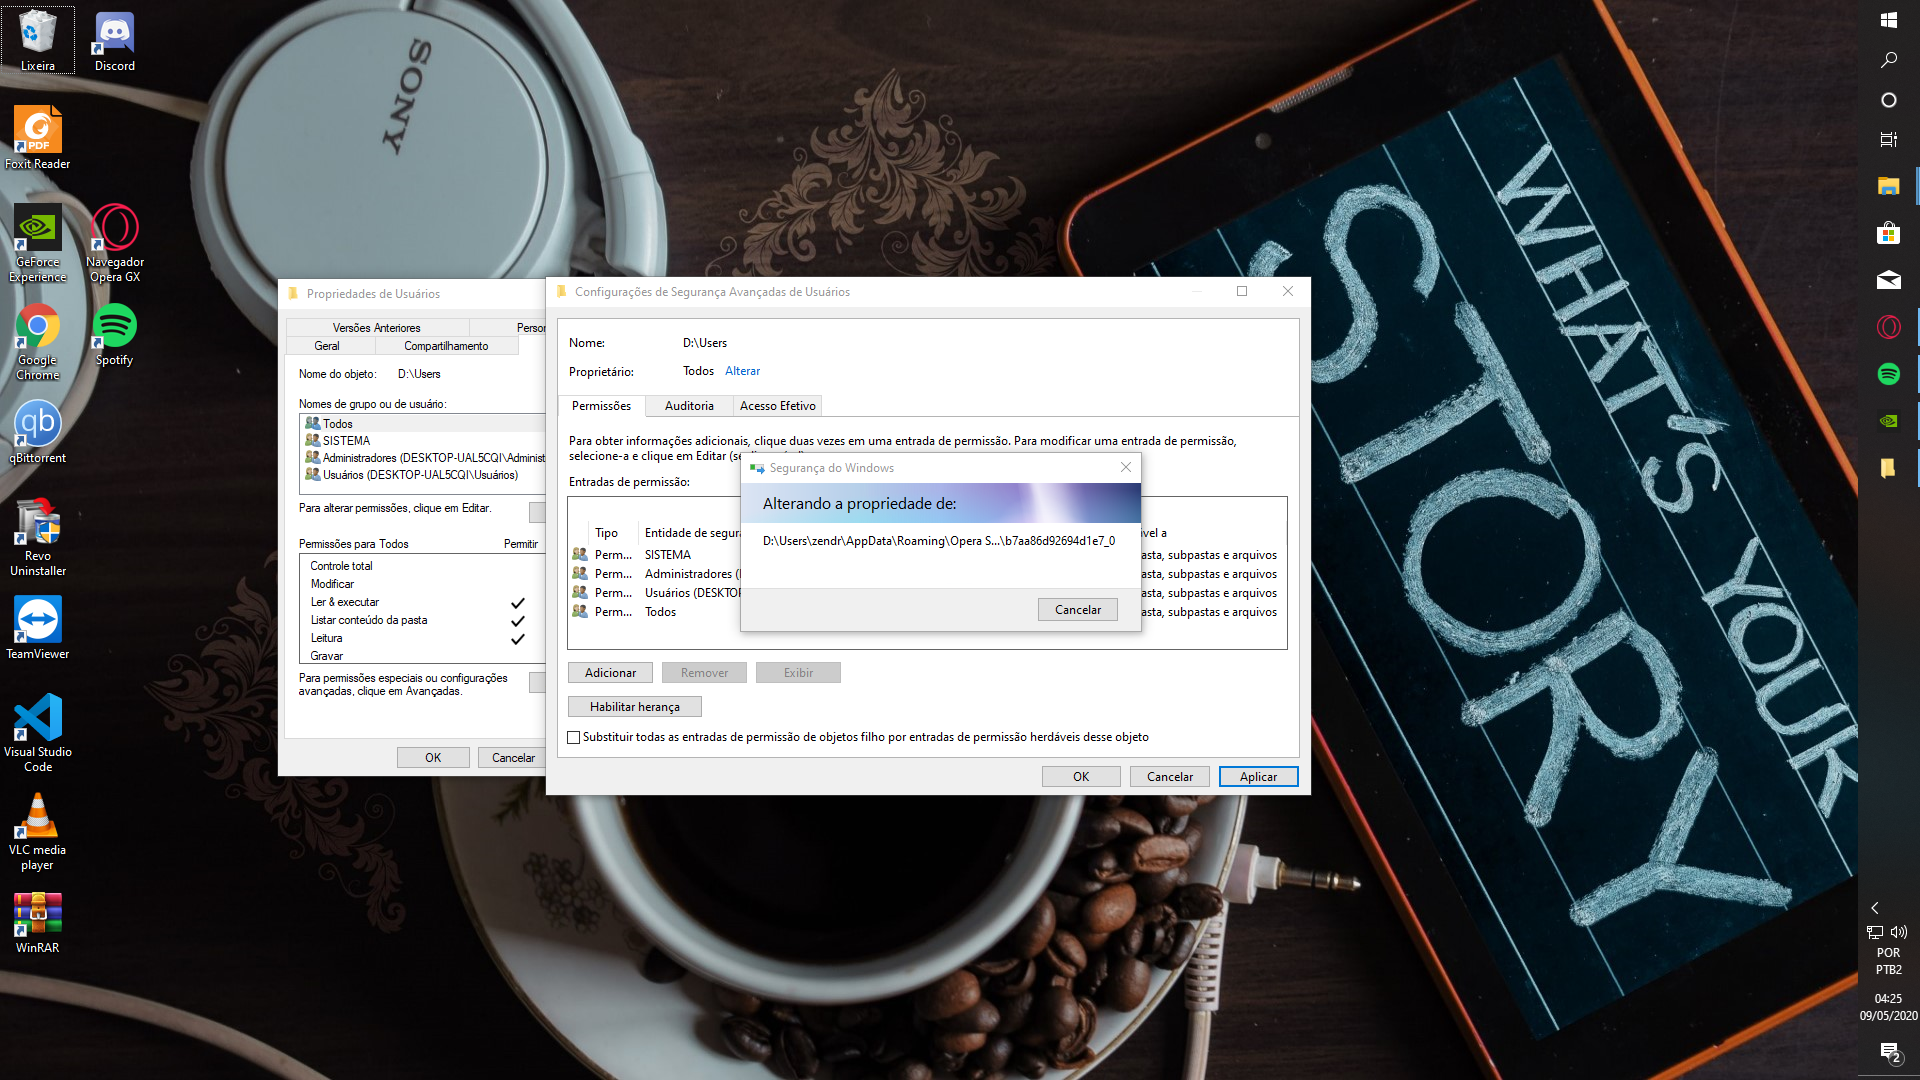 Lixeira
Discord
Foxit Reader
GeForce
Experience
Navegador
Opera GX
Google
Chrome
Spotify
qBittorrent
Revo
Uninstaller
TeamViewer
Visual Studio
Code
VLC media
player
WinRAR
SONY
PDF
qb
WHAT'S YOUR
STORY
Propriedades de Usuários
Versões Anteriores
Person
Geral
Compartilhamento
Nome do objeto:
D:\Users
Nomes de grupo ou de usuário:
Todos
SISTEMA
Administradores (DESKTOP-UAL5CQI\Administ
Usuários (DESKTOP-UAL5CQI\Usuários)
Para alterar permissões, clique em Editar.
Permissões para Todos
Permitir
Controle total
Modificar
Ler & executar
Listar conteúdo da pasta
Leitura
Gravar
Para permissões especiais ou configurações
avançadas, clique em Avançadas.
OK
Cancelar
Configurações de Segurança Avançadas de Usuários
Nome:
D:\Users
Proprietário:
Todos
Alterar
Permissões
Auditoria
Acesso Efetivo
Para obter informações adicionais, clique duas vezes em uma entrada de permissão. Para modificar uma entrada de permissão,
selecione-a e clique em Editar (se
Entradas de permissão:
Tipo
Entidade de segura
vel a
Perm...
SISTEMA
asta, subpastas e arquivos
Perm...
Administradores (
asta, subpastas e arquivos
Perm...
Usuários (DESKTOP
asta, subpastas e arquivos
Perm...
Todos
asta, subpastas e arquivos
Segurança do Windows
Alterando a propriedade de:
D:\Users\zendr\AppData\Roaming\Opera S...\b7aa86d92694d1e7_0
Cancelar
Adicionar
Remover
Exibir
Habilitar herança
Substituir todas as entradas de permissão de objetos filho por entradas de permissão herdáveis desse objeto
OK
Cancelar
Aplicar
POR
PTB2
04:25
09/05/2020
2